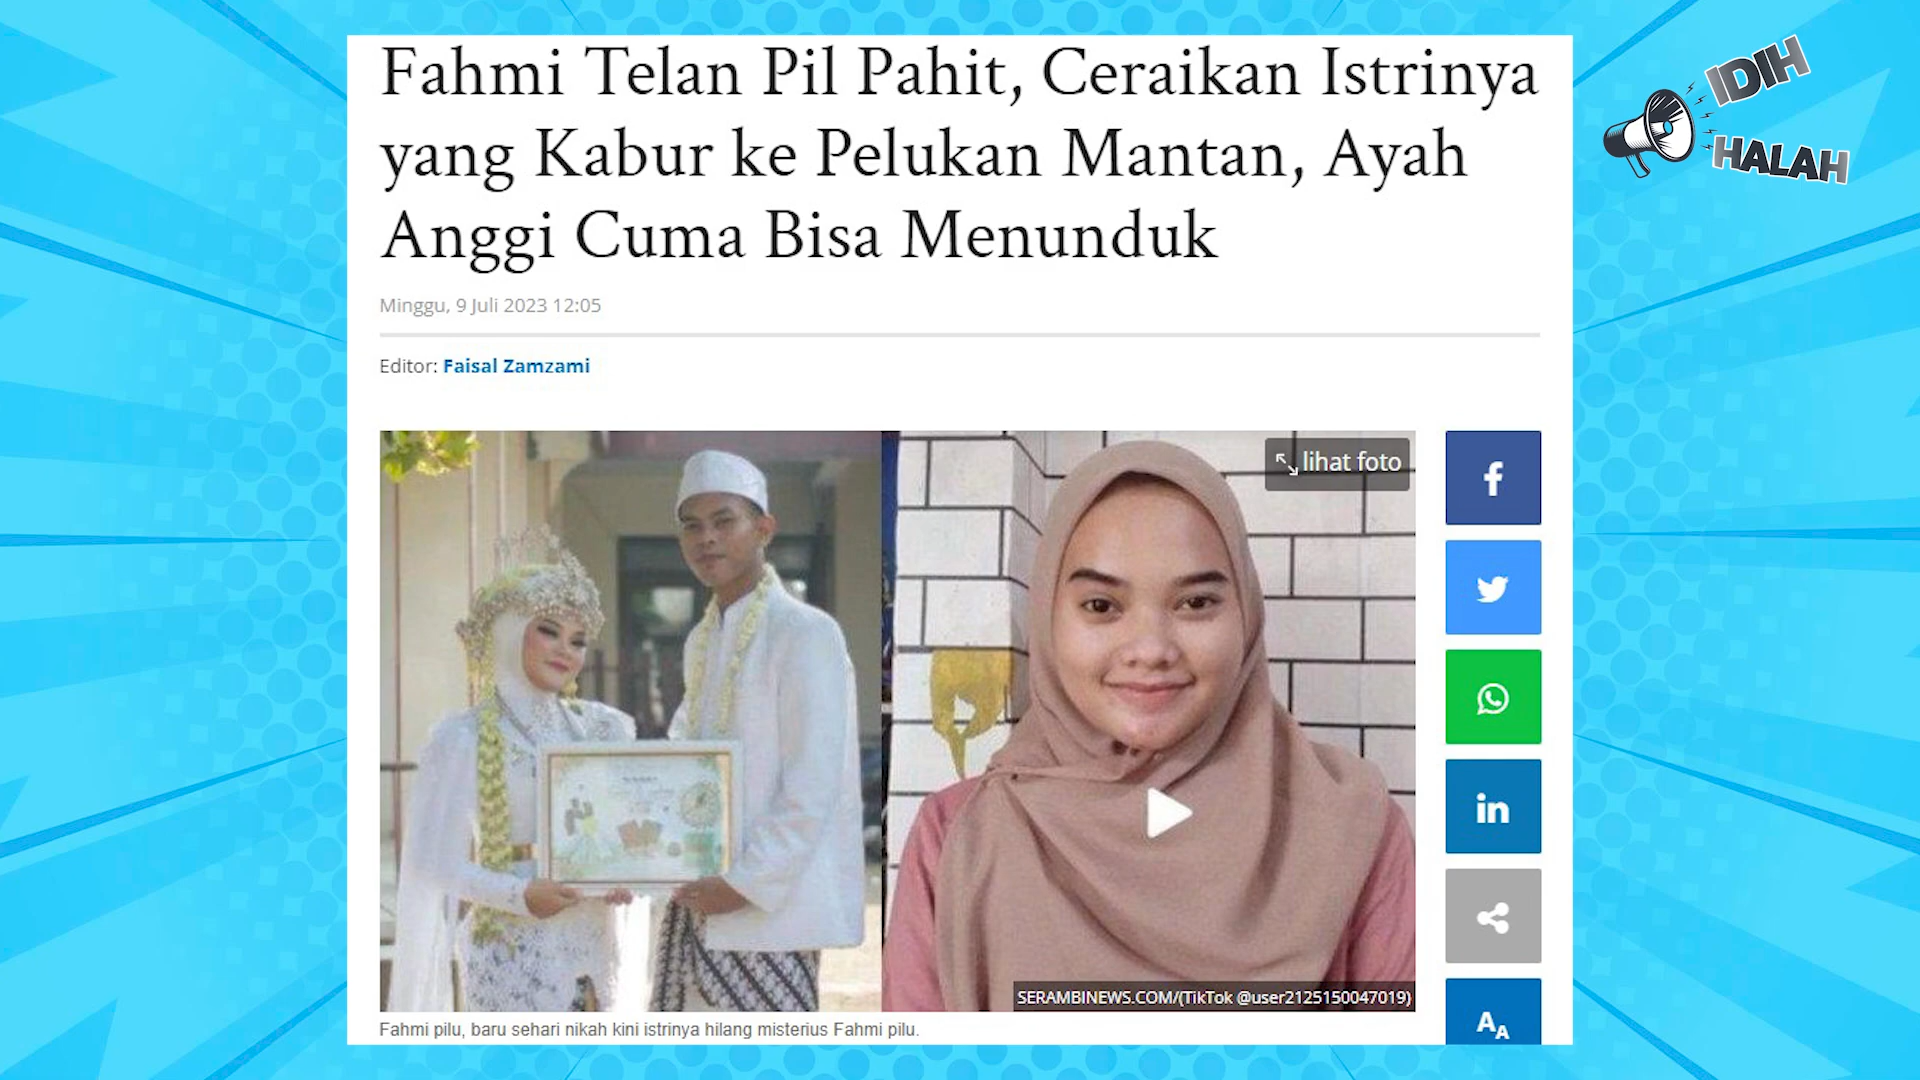 Fahmi Telan Pil Pahit, Ceraikan Istrinya
yang Kabur ke Pelukan Mantan, Ayah
Anggi Cuma Bisa Menunduk
IDIH
HALAH
Minggu, 9 Juli 2023 12:05
Editor: Faisal Zamzami
lihat foto
SERAMBINEWS.COM/(TikTok @user2125150047019)
Fahmi pilu, baru sehari nikah kini istrinya hilang misterius Fahmi pilu.
AA